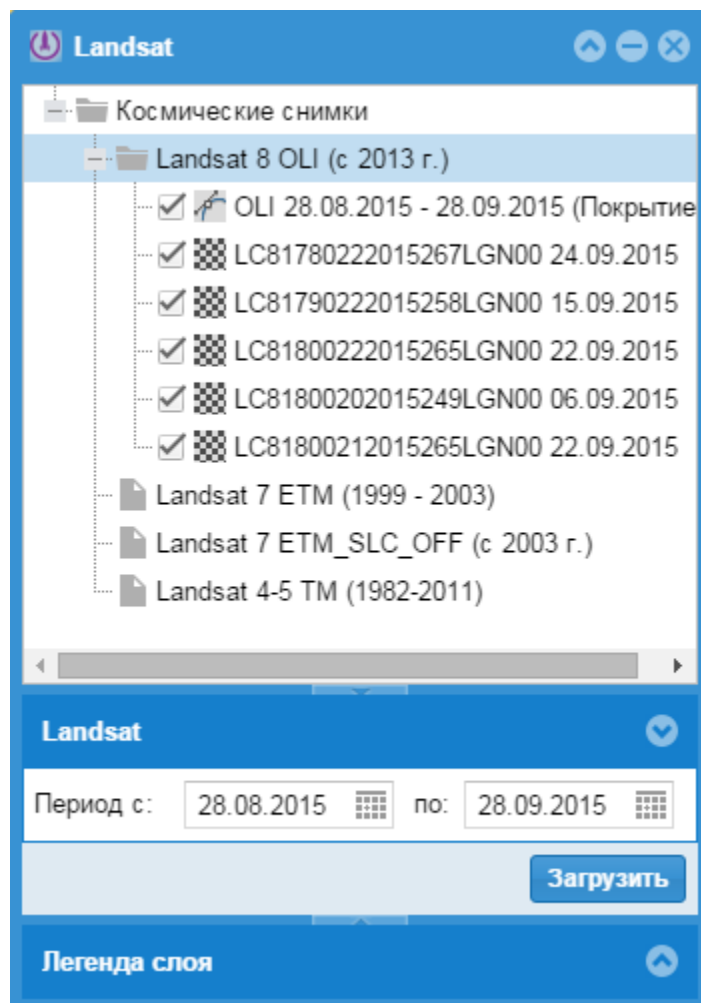 Landsat
Космические снимки
Landsat 8 OLI (с 2013 г.)
OLI 28.08.2015 - 28.09.2015 (Покрытие
LC81780222015267LGN00 24.09.2015
LC81790222015258LGN00 15.09.2015
LC81800222015265LGN00 22.09.2015
LC81800202015249LGN00 06.09.2015
LC81800212015265LGN00 22.09.2015
Landsat 7 ETM (1999 - 2003)
Landsat 7 ETM_SLC_OFF (с 2003 г.)
Landsat 4-5 TM (1982-2011)
Landsat
Период с: 28.08.2015 по: 28.09.2015
Загрузить
Легенда слоя